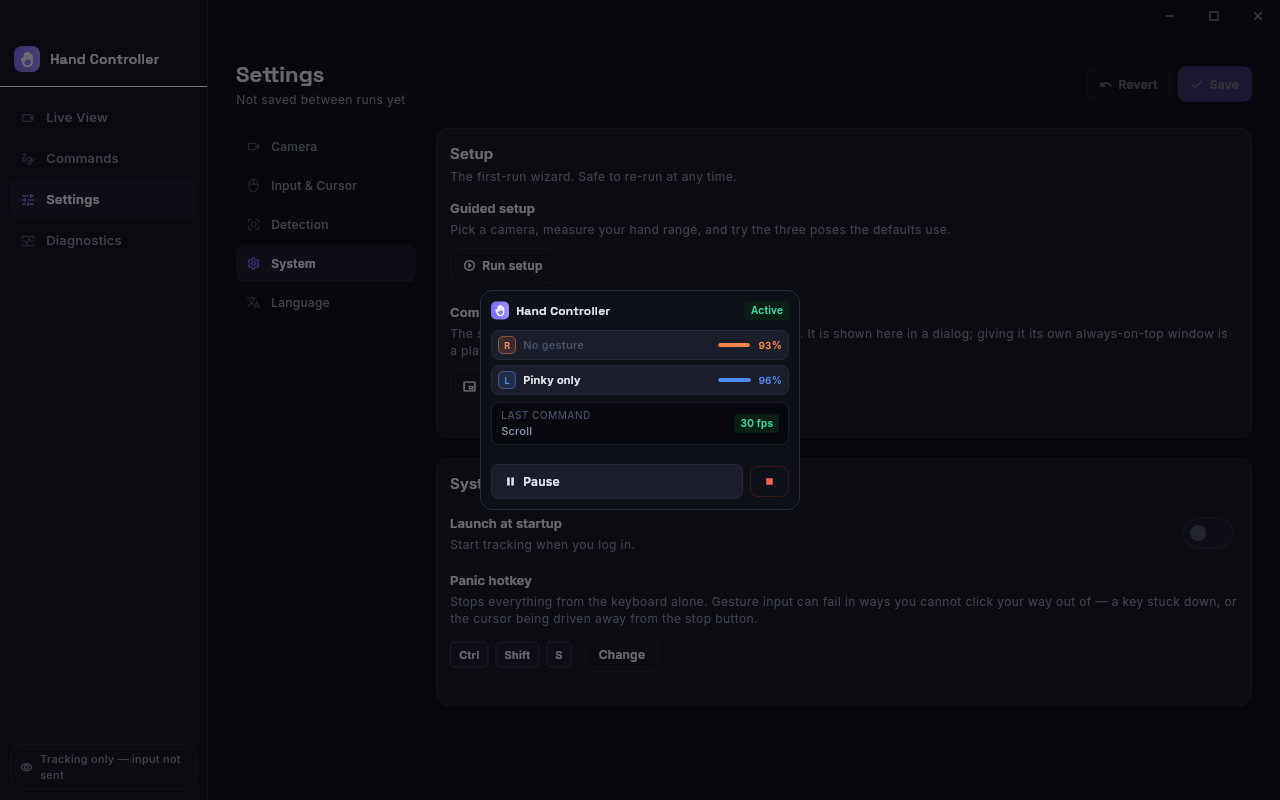 Hand Controller
Live View
Commands
Settings
Diagnostics
Tracking only — input not
sent
Settings
Not saved between runs yet
Revert
Save
Camera
Input & Cursor
Detection
System
Language
Setup
The first-run wizard. Safe to re-run at any time.
Guided setup
Pick a camera, measure your hand range, and try the three poses the defaults use.
Run setup
. It is shown here in a dialog; giving it its own always-on-top window is
Hand Controller
Active
R
No gesture
93%
L
Pinky only
96%
LAST COMMAND
Scroll
30 fps
Pause
Launch at startup
Start tracking when you log in.
Panic hotkey
Stops everything from the keyboard alone. Gesture input can fail in ways you cannot click your way out of — a key stuck down, or
the cursor being driven away from the stop button.
Ctrl
Shift
S
Change